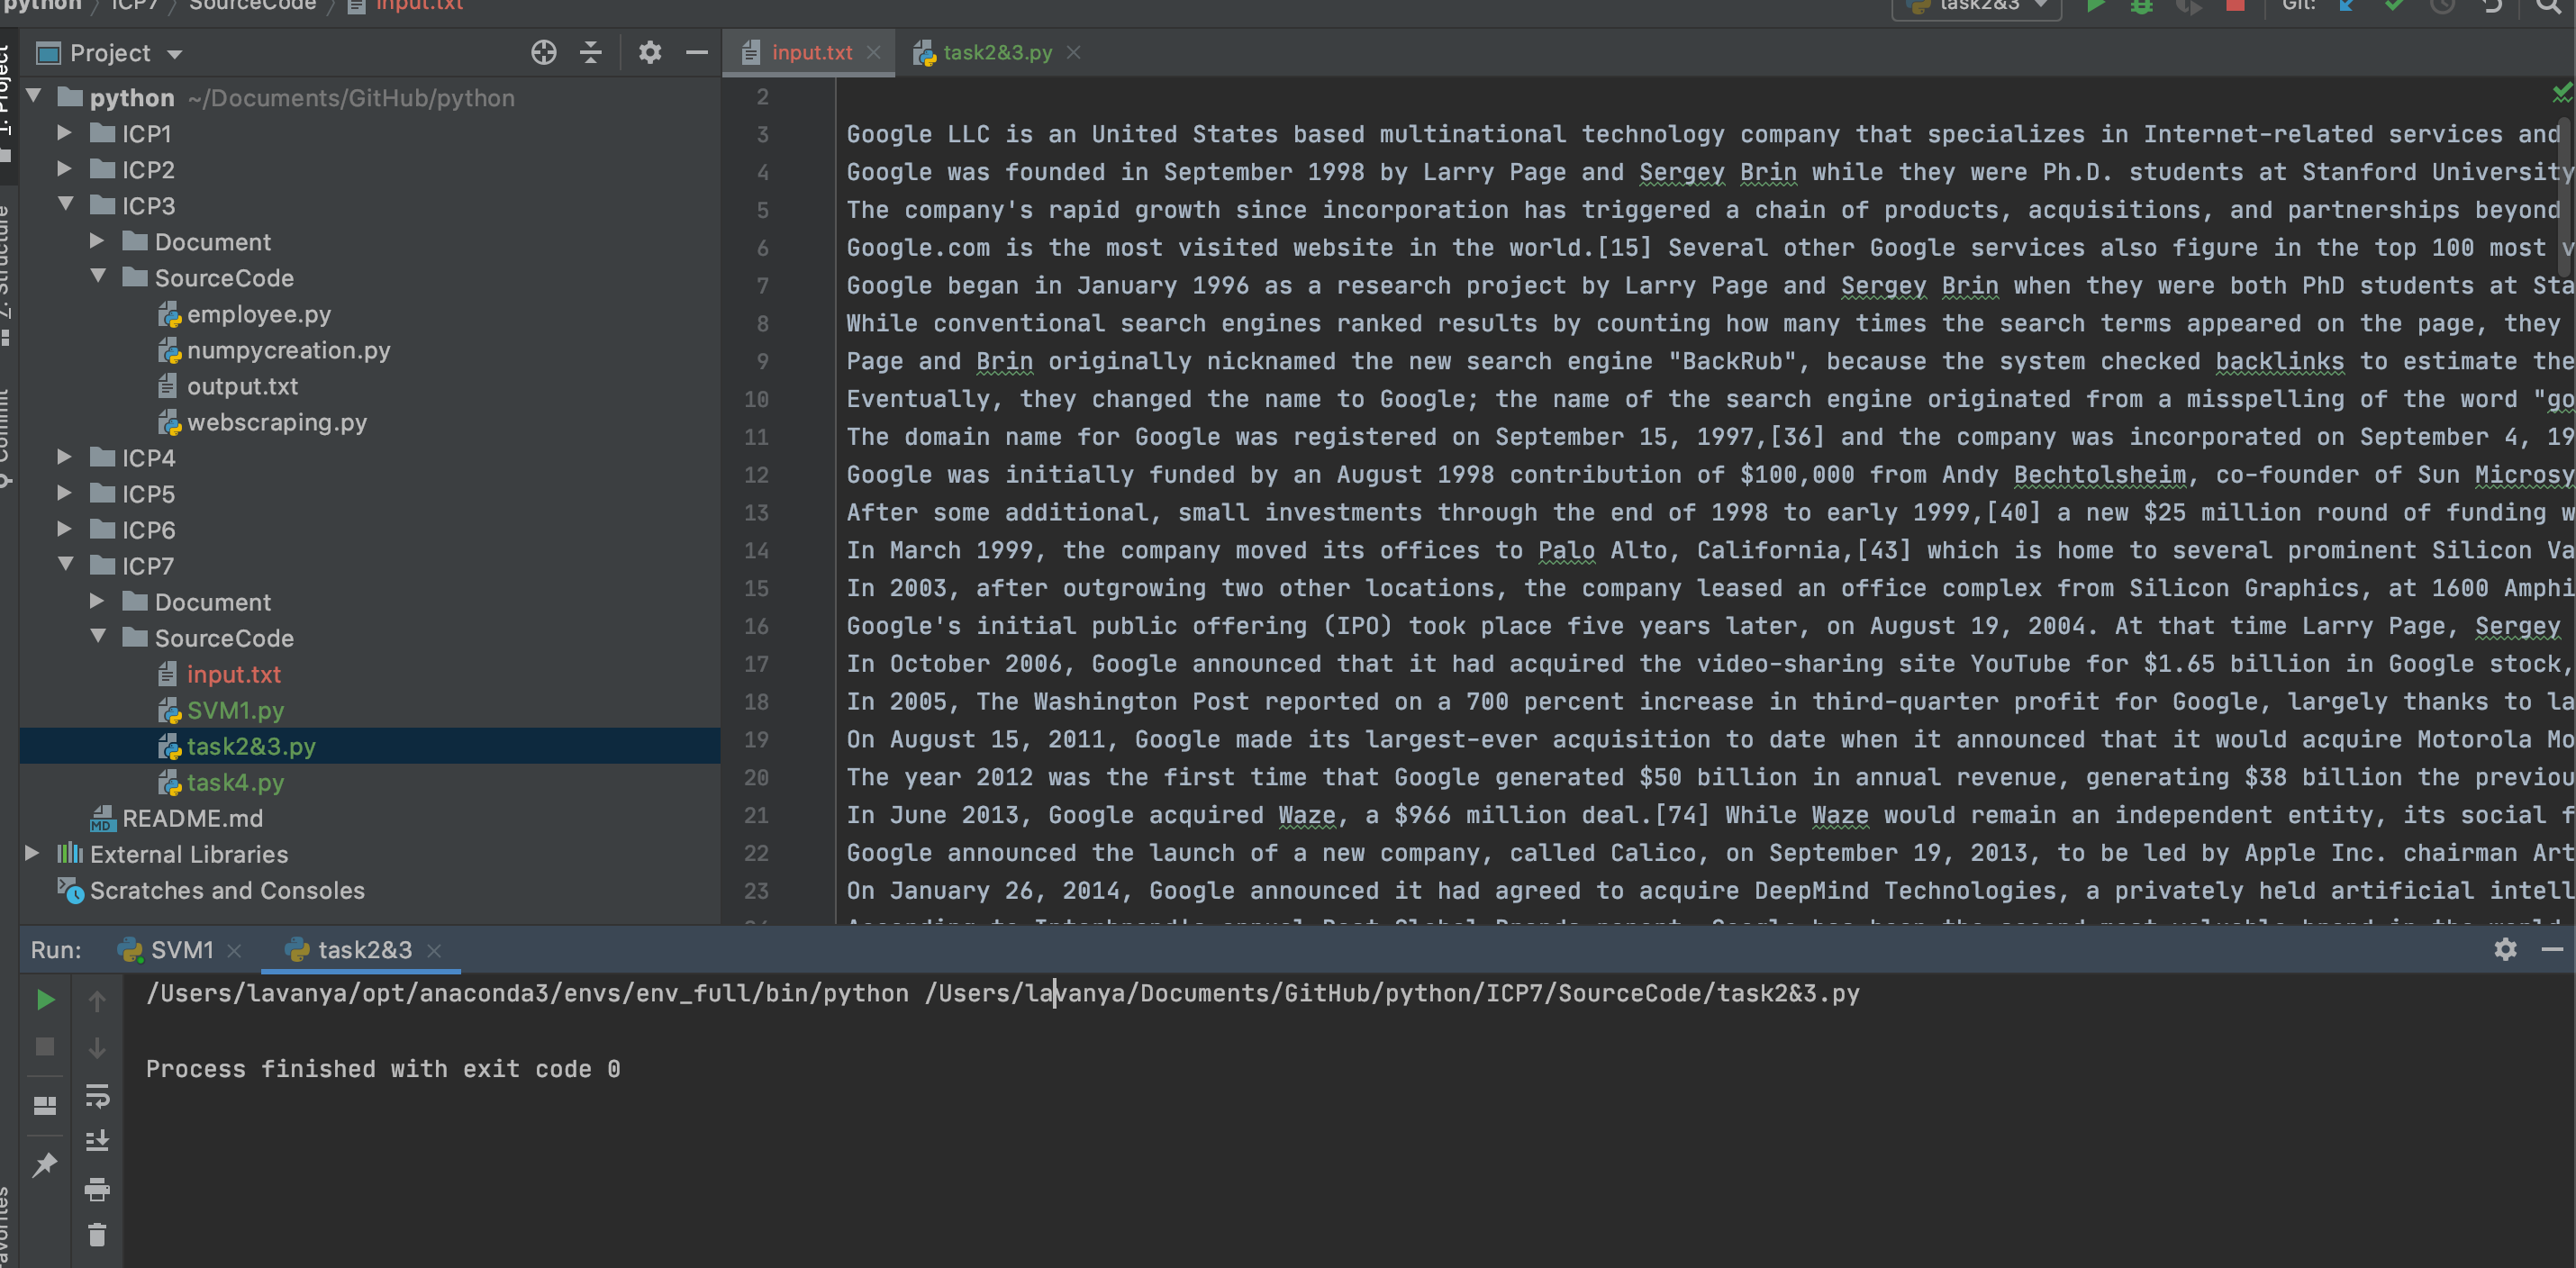 python ICP7 SourceCode input.txt
task2&3 Git:
Project
input.txt
task2&3.py
1: Project
Z: Structure
Commit
python ~/Documents/GitHub/python
ICP1
ICP2
ICP3
Document
SourceCode
employee.py
numpycreation.py
output.txt
webscraping.py
ICP4
ICP5
ICP6
ICP7
Document
SourceCode
input.txt
SVM1.py
task2&3.py
task4.py
README.md
External Libraries
Scratches and Consoles
2
3 Google LLC is an United States based multinational technology company that specializes in Internet-related services and
4 Google was founded in September 1998 by Larry Page and Sergey Brin while they were Ph.D. students at Stanford University
5 The company's rapid growth since incorporation has triggered a chain of products, acquisitions, and partnerships beyond
6 Google.com is the most visited website in the world.[15] Several other Google services also figure in the top 100 most v
7 Google began in January 1996 as a research project by Larry Page and Sergey Brin when they were both PhD students at Sta
8 While conventional search engines ranked results by counting how many times the search terms appeared on the page, they
9 Page and Brin originally nicknamed the new search engine "BackRub", because the system checked backlinks to estimate the
10 Eventually, they changed the name to Google; the name of the search engine originated from a misspelling of the word "go
11 The domain name for Google was registered on September 15, 1997,[36] and the company was incorporated on September 4, 19
12 Google was initially funded by an August 1998 contribution of $100,000 from Andy Bechtolsheim, co-founder of Sun Microsy
13 After some additional, small investments through the end of 1998 to early 1999,[40] a new $25 million round of funding w
14 In March 1999, the company moved its offices to Palo Alto, California,[43] which is home to several prominent Silicon Va
15 In 2003, after outgrowing two other locations, the company leased an office complex from Silicon Graphics, at 1600 Amphi
16 Google's initial public offering (IPO) took place five years later, on August 19, 2004. At that time Larry Page, Sergey
17 In October 2006, Google announced that it had acquired the video-sharing site YouTube for $1.65 billion in Google stock,
18 In 2005, The Washington Post reported on a 700 percent increase in third-quarter profit for Google, largely thanks to la
19 On August 15, 2011, Google made its largest-ever acquisition to date when it announced that it would acquire Motorola Mo
20 The year 2012 was the first time that Google generated $50 billion in annual revenue, generating $38 billion the previou
21 In June 2013, Google acquired Waze, a $966 million deal.[74] While Waze would remain an independent entity, its social f
22 Google announced the launch of a new company, called Calico, on September 19, 2013, to be led by Apple Inc. chairman Art
23 On January 26, 2014, Google announced it had agreed to acquire DeepMind Technologies, a privately held artificial intell
Run: SVM1 task2&3
/Users/lavanya/opt/anaconda3/envs/env_full/bin/python /Users/lavanya/Documents/GitHub/python/ICP7/SourceCode/task2&3.py
Process finished with exit code 0